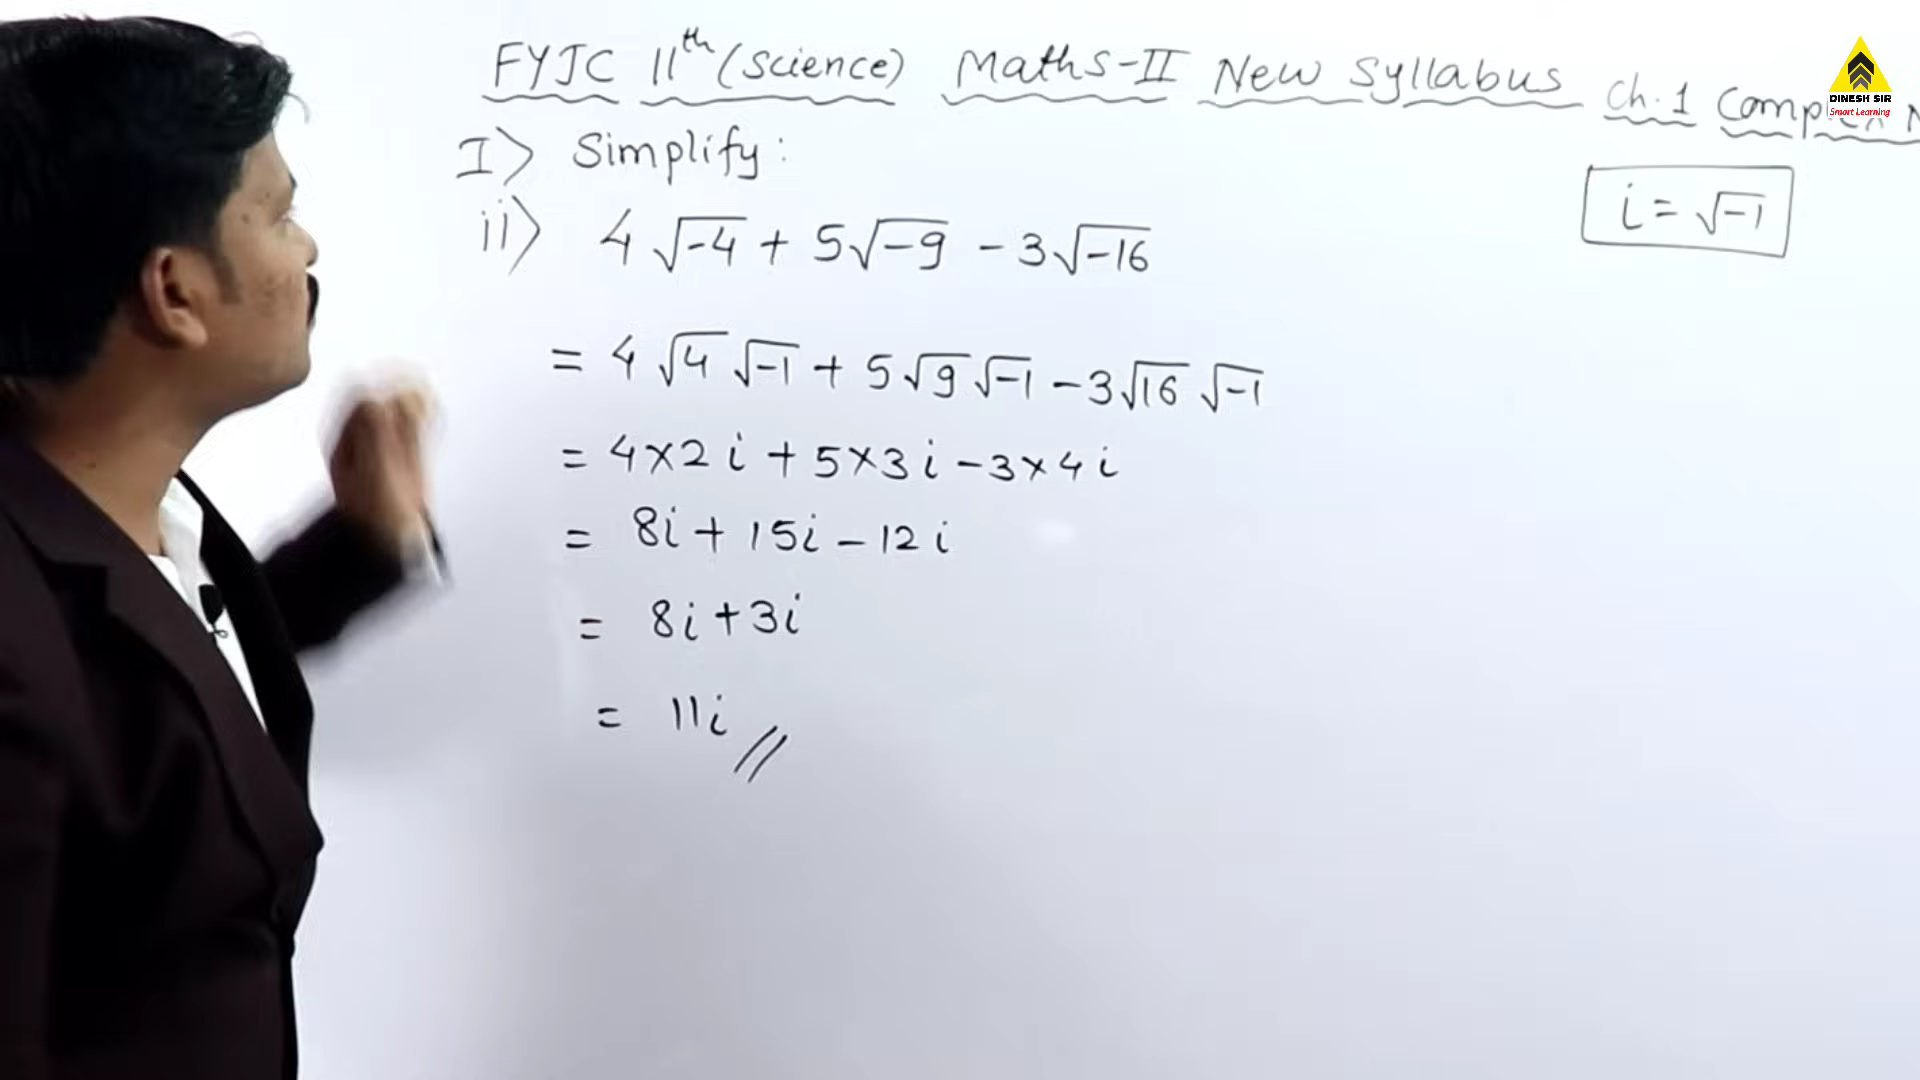 FYJC 11th (Science) Maths-II New Syllabus Ch.1
DINESH SIR
Smart Learning
I> Simplify:
i = √-1
ii> 4√-4 + 5√-9 - 3√-16
= 4√4 √-1 + 5√9 √-1 - 3√16 √-1
= 4×2i + 5×3i - 3×4i
= 8i + 15i - 12i
= 8i + 3i
= 11i //